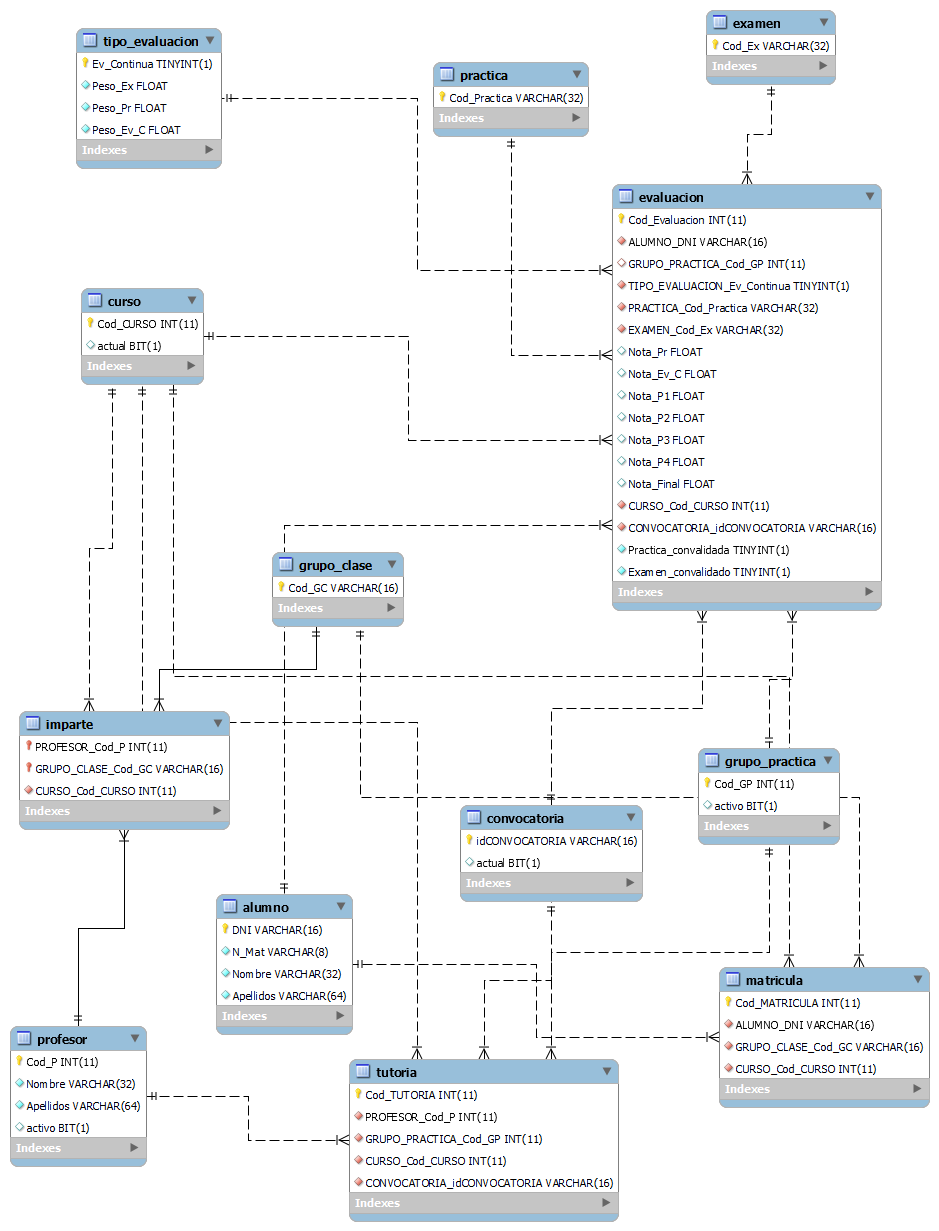 examen
Cod_Ex VARCHAR(32)
Indexes
tipo_evaluacion
Ev_Continua TINYINT(1)
Peso_Ex FLOAT
Peso_Pr FLOAT
Peso_Ev_C FLOAT
Indexes
practica
Cod_Practica VARCHAR(32)
Indexes
evaluacion
Cod_Evaluacion INT(11)
ALUMNO_DNI VARCHAR(16)
GRUPO_PRACTICA_Cod_GP INT(11)
TIPO_EVALUACION_Ev_Continua TINYINT(1)
PRACTICA_Cod_Practica VARCHAR(32)
EXAMEN_Cod_Ex VARCHAR(32)
Nota_Pr FLOAT
Nota_Ev_C FLOAT
Nota_P1 FLOAT
Nota_P2 FLOAT
Nota_P3 FLOAT
Nota_P4 FLOAT
Nota_Final FLOAT
CURSO_Cod_CURSO INT(11)
CONVOCATORIA_idCONVOCATORIA VARCHAR(16)
Practica_convalidada TINYINT(1)
Examen_convalidado TINYINT(1)
Indexes
curso
Cod_CURSO INT(11)
actual BIT(1)
Indexes
grupo_clase
Cod_GC VARCHAR(16)
Indexes
imparte
PROFESOR_Cod_P INT(11)
GRUPO_CLASE_Cod_GC VARCHAR(16)
CURSO_Cod_CURSO INT(11)
Indexes
grupo_practica
Cod_GP INT(11)
activo BIT(1)
Indexes
convocatoria
idCONVOCATORIA VARCHAR(16)
actual BIT(1)
Indexes
alumno
DNI VARCHAR(16)
N_Mat VARCHAR(8)
Nombre VARCHAR(32)
Apellidos VARCHAR(64)
Indexes
matricula
Cod_MATRICULA INT(11)
ALUMNO_DNI VARCHAR(16)
GRUPO_CLASE_Cod_GC VARCHAR(16)
CURSO_Cod_CURSO INT(11)
Indexes
profesor
Cod_P INT(11)
Nombre VARCHAR(32)
Apellidos VARCHAR(64)
activo BIT(1)
Indexes
tutoria
Cod_TUTORIA INT(11)
PROFESOR_Cod_P INT(11)
GRUPO_PRACTICA_Cod_GP INT(11)
CURSO_Cod_CURSO INT(11)
CONVOCATORIA_idCONVOCATORIA VARCHAR(16)
Indexes